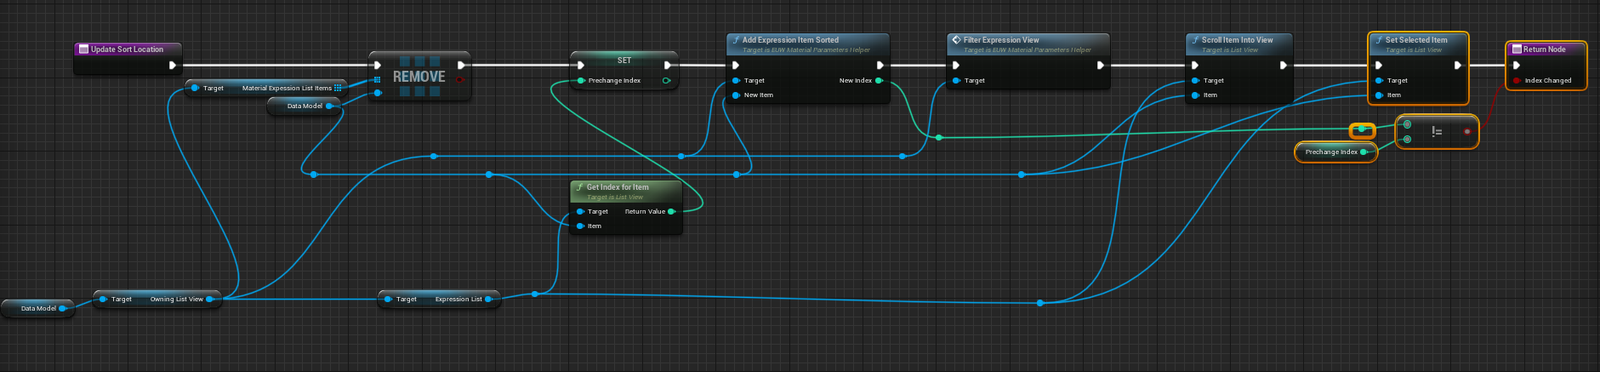 Update Sort Location
Target
Material Expression List Items
Data Model
REMOVE
SET
Prechange Index
Add Expression Item Sorted
Target is EUW Material Parameters Helper
Target
New Index
New Item
Filter Expression View
Target is EUW Material Parameters Helper
Target
Scroll Item Into View
Target is List View
Target
Item
Set Selected Item
Target is List View
Target
Item
Return Node
Index Changed
!=
Prechange Index
Get Index for Item
Target is List View
Target
Return Value
Item
Data Model
Target
Owning List View
Target
Expression List